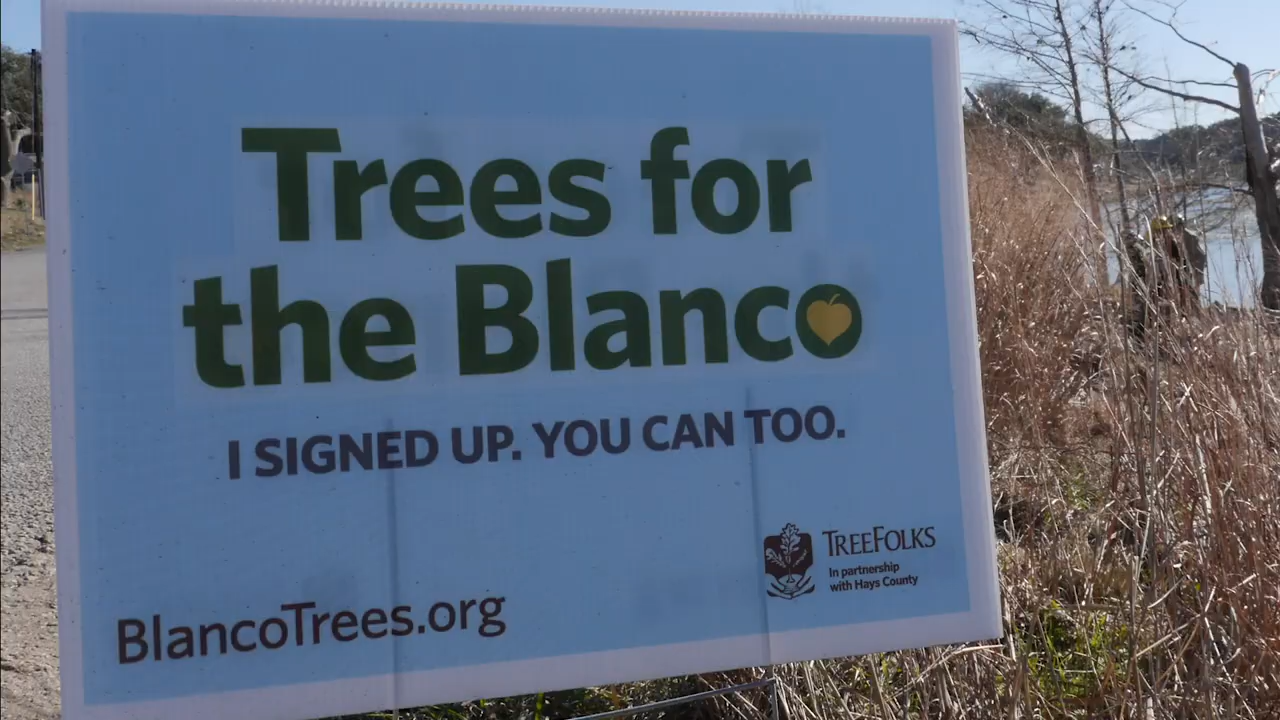 Trees for
the Blanco
I SIGNED UP. YOU CAN TOO.
TREEFOLKS
In partnership
with Hays County
BlancoTrees.org